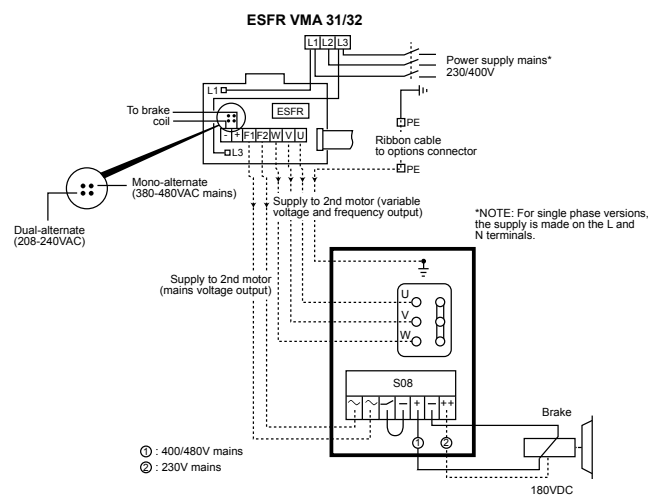 ESFR VMA 31/32
L1 L2 L3
Power supply mains*
230/400V
L1
To brake
coil
ESFR
- + F1 F2 W V U
L3
PE
Ribbon cable
to options connector
PE
Mono-alternate
(380-480VAC mains)
Dual-alternate
(208-240VAC)
Supply to 2nd motor (variable
voltage and frequency output)
*NOTE: For single phase versions,
the supply is made on the L and
N terminals.
Supply to 2nd motor
(mains voltage output)
U
V
W
S08
+ − ++
Brake
1 2
① : 400/480V mains
② : 230V mains
180VDC